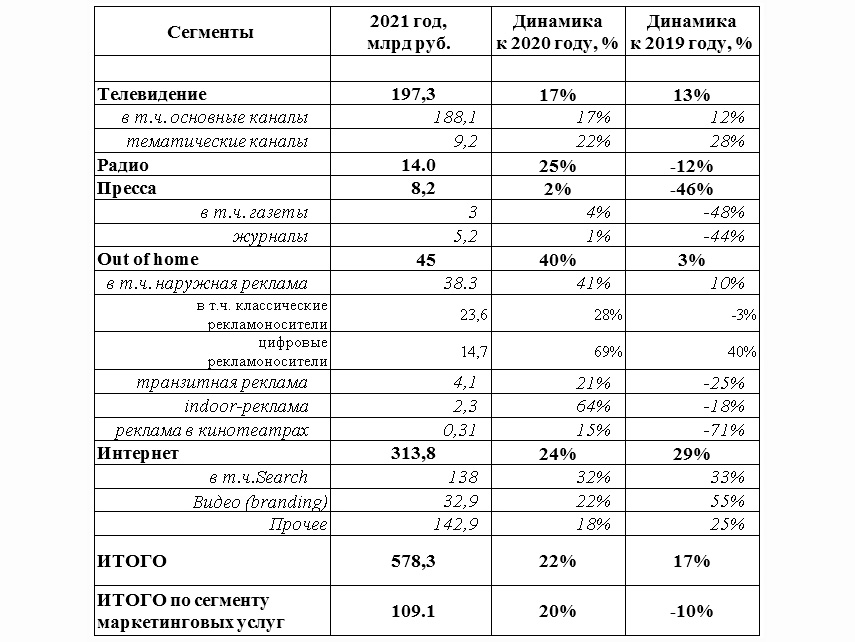 Сегменты 2021 год, млрд руб. Динамика к 2020 году, % Динамика к 2019 году, %
Телевидение 197,3 17% 13%
в т.ч. основные каналы 188,1 17% 12%
тематические каналы 9,2 22% 28%
Радио 14.0 25% -12%
Пресса 8,2 2% -46%
в т.ч. газеты 3 4% -48%
журналы 5,2 1% -44%
Out of home 45 40% 3%
в т.ч. наружная реклама 38.3 41% 10%
в т.ч. классические рекламоносители 23,6 28% -3%
цифровые рекламоносители 14,7 69% 40%
транзитная реклама 4,1 21% -25%
indoor-реклама 2,3 64% -18%
реклама в кинотеатрах 0,31 15% -71%
Интернет 313,8 24% 29%
в т.ч.Search 138 32% 33%
Видео (branding) 32,9 22% 55%
Прочее 142,9 18% 25%
ИТОГО 578,3 22% 17%
ИТОГО по сегменту маркетинговых услуг 109.1 20% -10%